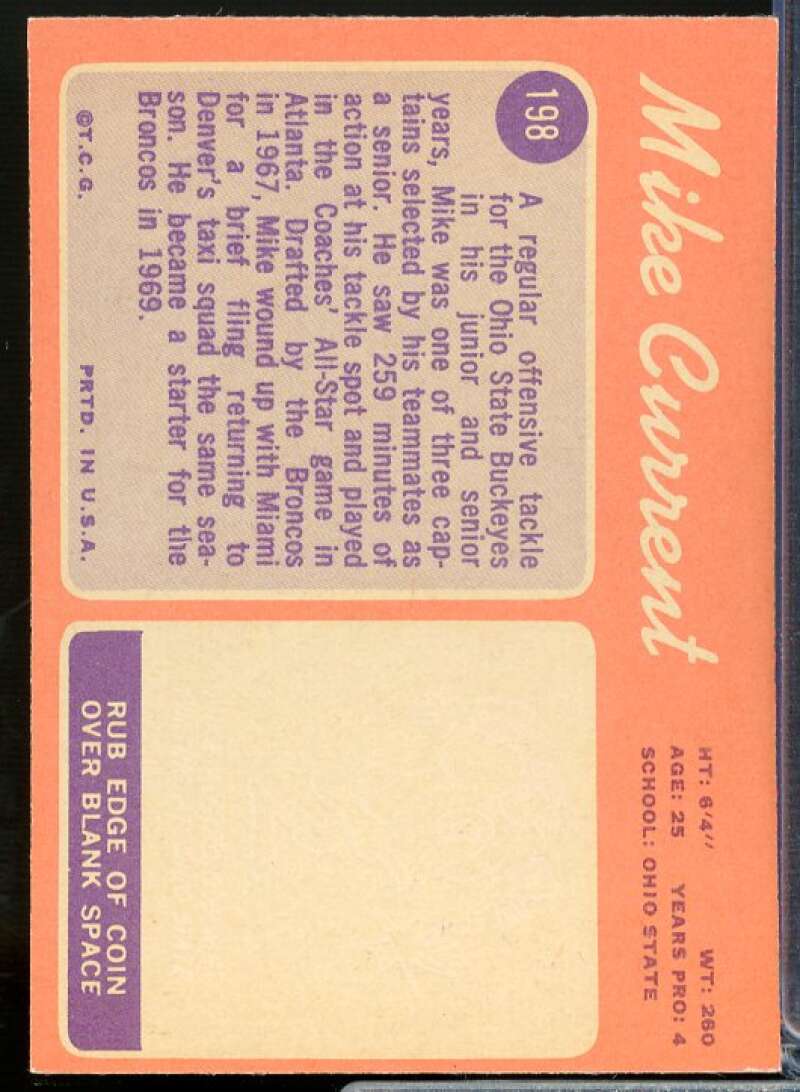 Mike Current
HT: 6'4" WT: 260
AGE: 25 YEARS PRO: 4
SCHOOL: OHIO STATE
198
A regular offensive tackle
for the Ohio State Buckeyes
in his junior and senior
years, Mike was one of three cap-
tains selected by his teammates as
a senior. He saw 259 minutes of
action at his tackle spot and played
in the Coaches' All-Star game in
Atlanta. Drafted by the Broncos
in 1967, Mike wound up with Miami
for a brief fling returning to
Denver's taxi squad the same sea-
son. He became a starter for the
Broncos in 1969.
©T.C.G. PRTD. IN U.S.A.
RUB EDGE OF COIN
OVER BLANK SPACE